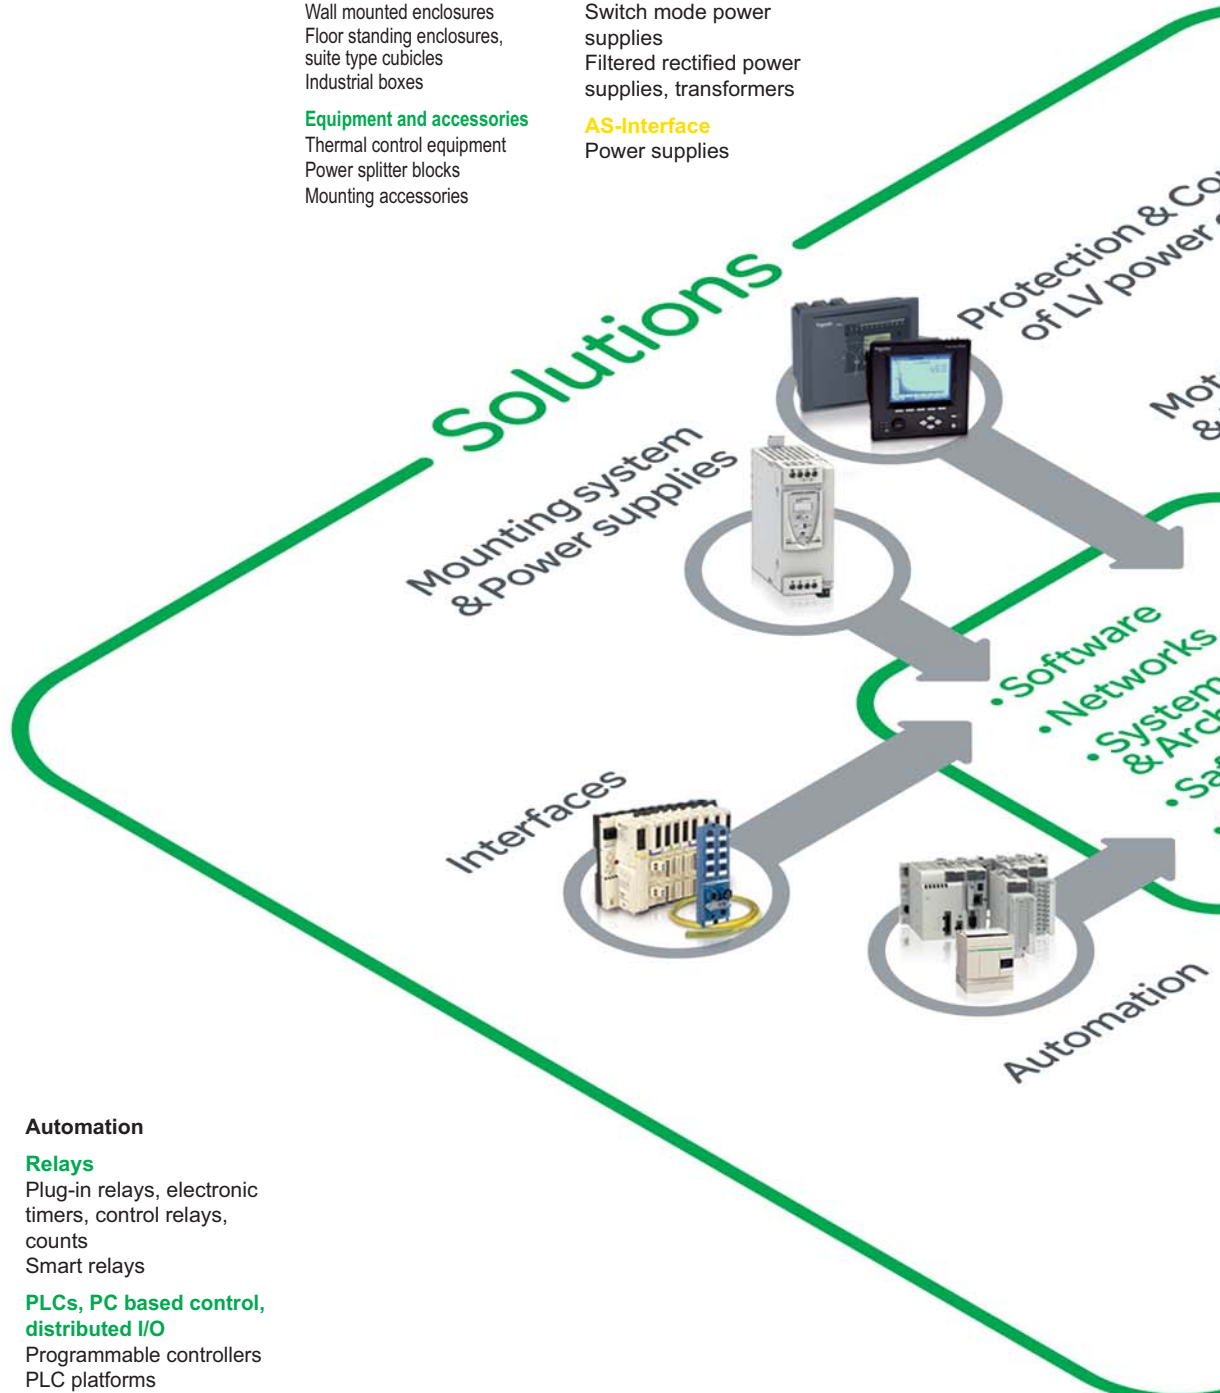 Wall mounted enclosures
Floor standing enclosures,
suite type cubicles
Industrial boxes
Equipment and accessories
Thermal control equipment
Power splitter blocks
Mounting accessories
Switch mode power
supplies
Filtered rectified power
supplies, transformers
AS-Interface
Power supplies
Solutions
Protection & Co
of LV power
Mot
&
Mounting system
& Power supplies
• Software
• Networks
• System
& Arch
• Saf
Interfaces
Automation
Automation
Relays
Plug-in relays, electronic
timers, control relays,
counts
Smart relays
PLCs, PC based control,
distributed I/O
Programmable controllers
PLC platforms